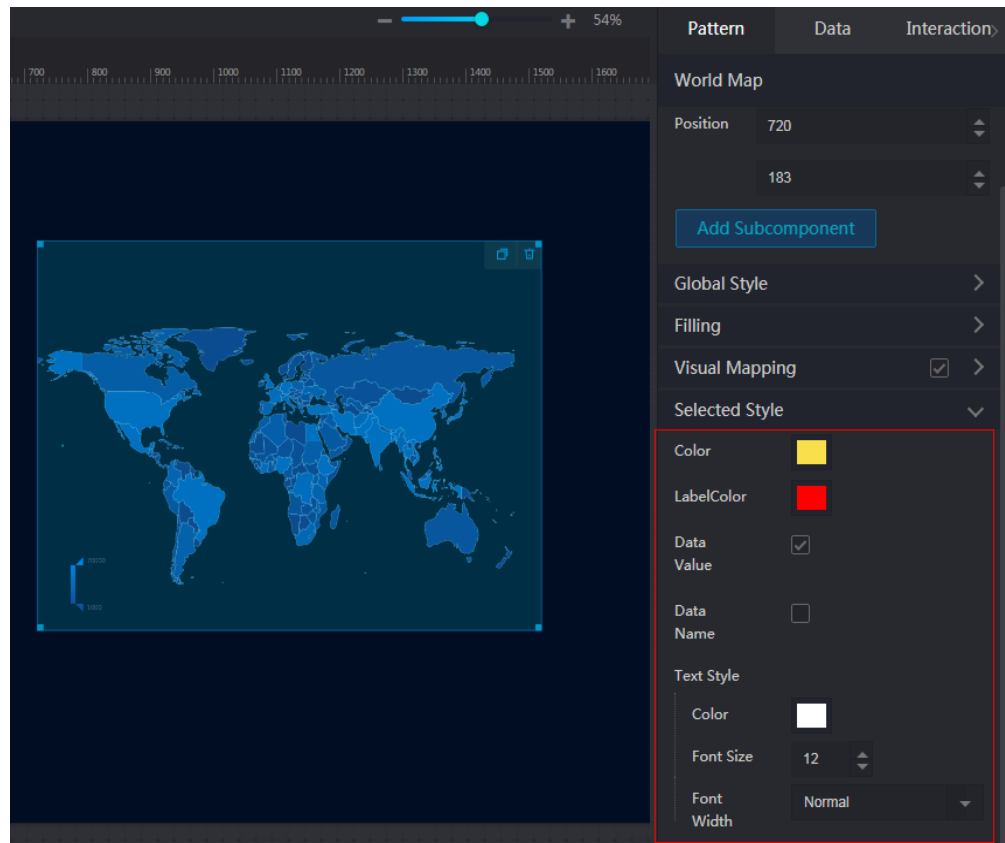 54%
Pattern Data Interaction
700 800 900 1000 1100 1200 1300 1400 1500 1600
World Map
Position 720
183
Add Subcomponent
Global Style
Filling
Visual Mapping
Selected Style
Color
LabelColor
Data
Value
Data
Name
Text Style
Color
Font Size 12
Font
Width
Normal